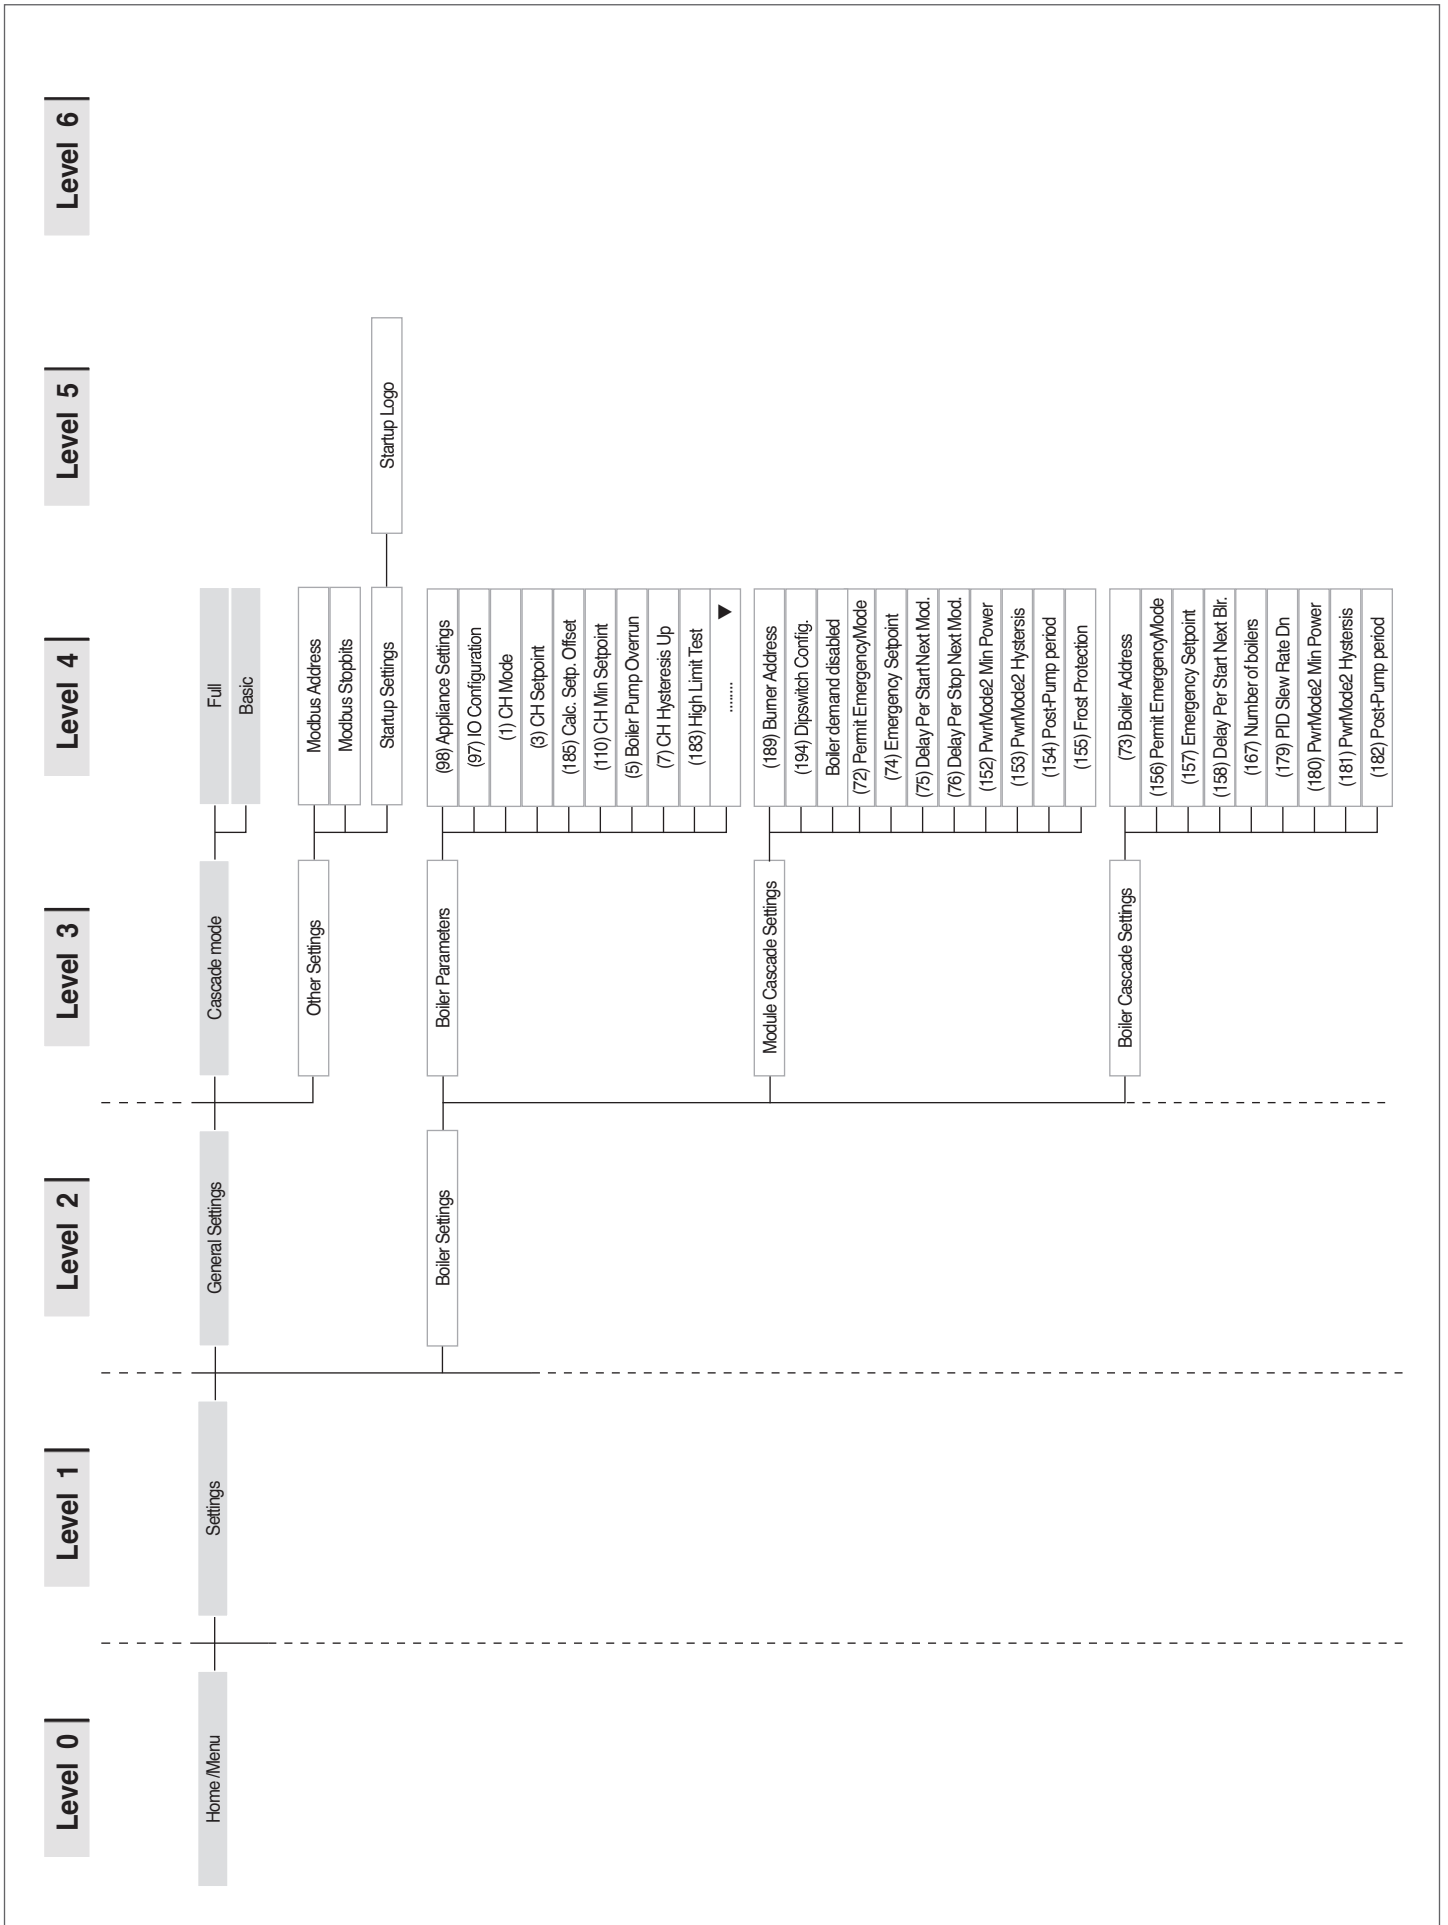 Level 0
Level 1
Level 2
Level 3
Level 4
Level 5
Level 6
Home /Menu
Settings
General Settings
Cascade mode
Full
Basic
Other Settings
Modbus Address
Modbus Stopbits
Startup Settings
Startup Logo
Boiler Settings
Boiler Parameters
(98) Appliance Settings
(97) IO Configuration
(1) CH Mode
(3) CH Setpoint
(185) Calc. Setp. Offset
(110) CH Min Setpoint
(5) Boiler Pump Overrun
(7) CH Hysteresis Up
(183) High Limit Test
........
Module Cascade Settings
(189) Burner Address
(194) Dipswitch Config.
Boiler demand disabled
(72) Permit EmergencyMode
(74) Emergency Setpoint
(75) Delay Per Start Next Mod.
(76) Delay Per Stop Next Mod.
(152) PwrMode2 Min Power
(153) PwrMode2 Hystersis
(154) Post-Pump period
(155) Frost Protection
Boiler Cascade Settings
(73) Boiler Address
(156) Permit EmergencyMode
(157) Emergency Setpoint
(158) Delay Per Start Next Blr.
(167) Number of boilers
(179) PID Slew Rate Dn
(180) PwrMode2 Min Power
(181) PwrMode2 Hystersis
(182) Post-Pump period